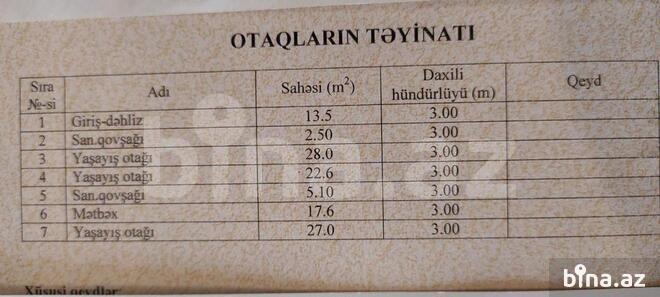 OTAQLARIN TƏYİNATI
Sıra №-si Adı Sahəsi (m²) Daxili hündürlüyü (m) Qeyd
1 Giriş-dəhliz 13.5 3.00
2 San.qovşağı 2.50 3.00
3 Yaşayış otağı 28.0 3.00
4 Yaşayış otağı 22.6 3.00
5 San.qovşağı 5.10 3.00
6 Mətbəx 17.6 3.00
7 Yaşayış otağı 27.0 3.00
Xüsusi qeydlər:
bina.az
bina.az